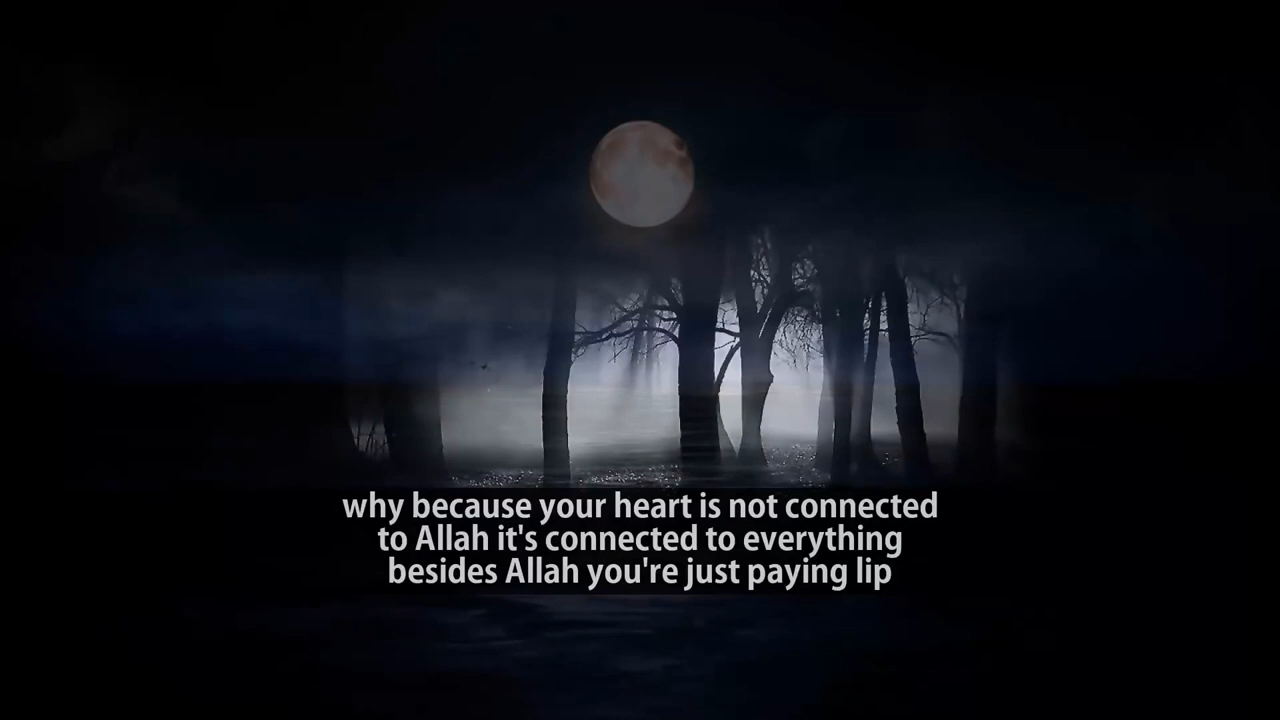 why because your heart is not connected
to Allah it's connected to everything
besides Allah you're just paying lip